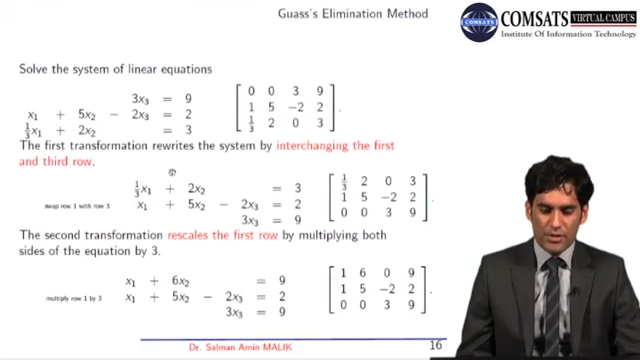 Guass's Elimination Method
COMSATS VIRTUAL CAMPUS
Institute Of Information Technology
Solve the system of linear equations
3x₃ = 9
x₁ + 5x₂ − 2x₃ = 2
⅓x₁ + 2x₂ = 3
0 0 3 9
1 5 −2 2
⅓ 2 0 3
The first transformation rewrites the system by interchanging the first
and third row.
swap row 1 with row 3
⅓x₁ + 2x₂ = 3
x₁ + 5x₂ − 2x₃ = 2
3x₃ = 9
⅓ 2 0 3
1 5 −2 2
0 0 3 9
The second transformation rescales the first row by multiplying both
sides of the equation by 3.
multiply row 1 by 3
x₁ + 6x₂ = 9
x₁ + 5x₂ − 2x₃ = 2
3x₃ = 9
1 6 0 9
1 5 −2 2
0 0 3 9
Dr. Salman Amin MALIK
16